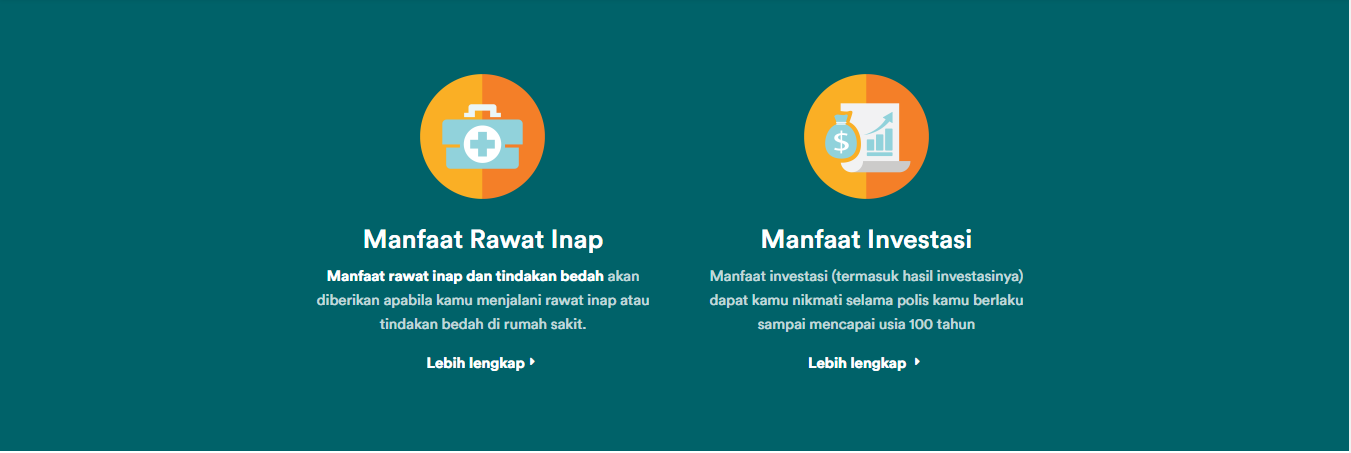 Manfaat Rawat Inap
Manfaat rawat inap dan tindakan bedah akan
diberikan apabila kamu menjalani rawat inap atau
tindakan bedah di rumah sakit.
Lebih lengkap
$
Manfaat Investasi
Manfaat investasi (termasuk hasil investasinya)
dapat kamu nikmati selama polis kamu berlaku
sampai mencapai usia 100 tahun
Lebih lengkap